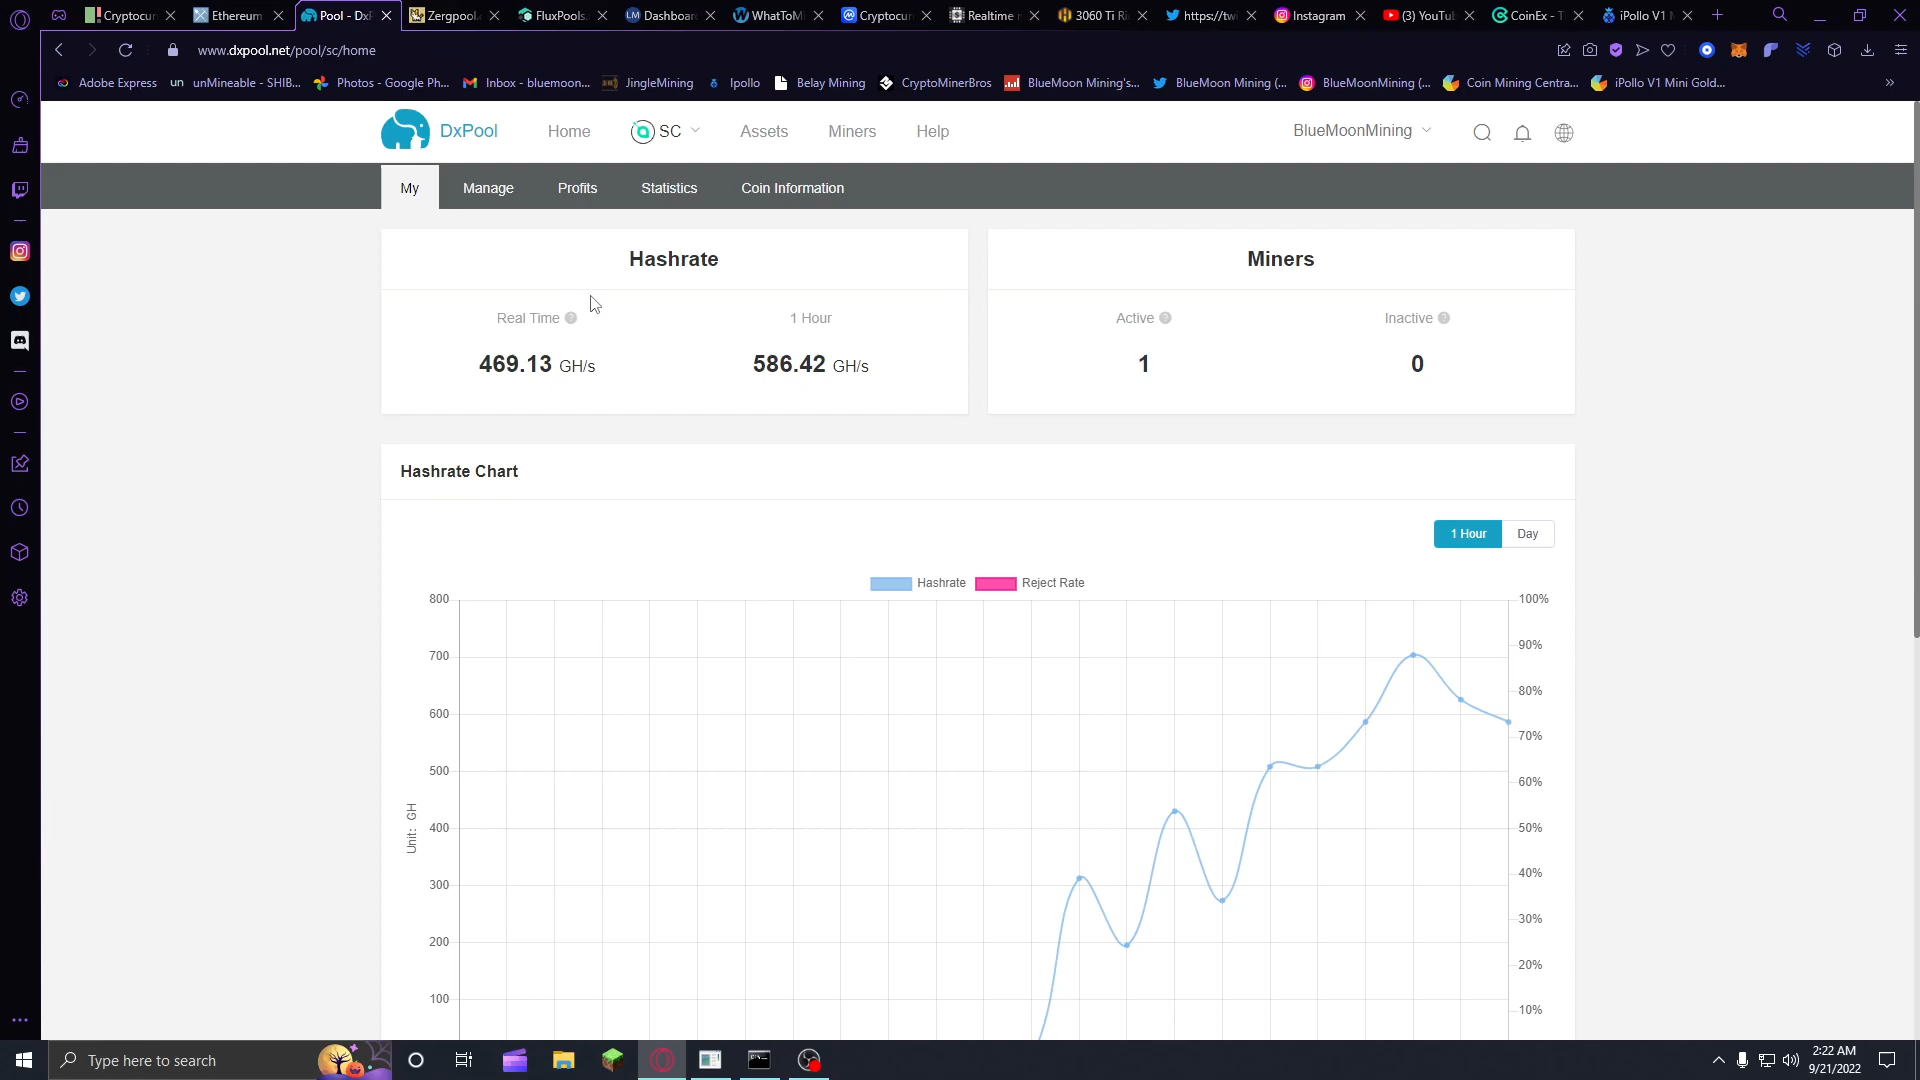 Cryptocur
Ethereum
Pool - DxP
Zergpool.
FluxPools.
Dashboar
WhatToMi
Cryptocur
Realtime
3060 Ti Ri
https://twi
Instagram
(3) YouTu
CoinEx - T
iPollo V1
www.dxpool.net/pool/sc/home
Adobe Express
unMineable - SHIB...
Photos - Google Ph...
Inbox - bluemoon...
JingleMining
Ipollo
Belay Mining
CryptoMinerBros
BlueMoon Mining's...
BlueMoon Mining (...
BlueMoonMining (...
Coin Mining Centra...
iPollo V1 Mini Gold...
DxPool
Home
SC
Assets
Miners
Help
BlueMoonMining
My
Manage
Profits
Statistics
Coin Information
Hashrate
Real Time
1 Hour
469.13 GH/s
586.42 GH/s
Miners
Active
Inactive
1
0
Hashrate Chart
1 Hour
Day
Hashrate
Reject Rate
800
700
600
500
400
300
200
100
Unit: GH
100%
90%
80%
70%
60%
50%
40%
30%
20%
10%
Type here to search
2:22 AM
9/21/2022